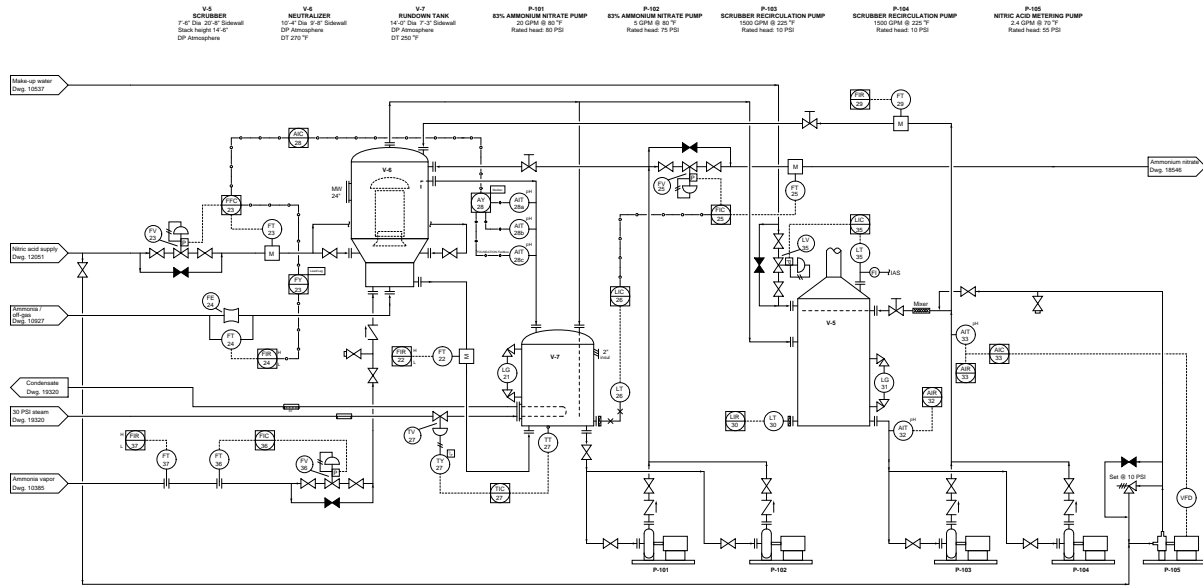 V-5
SCRUBBER
7'-6" Dia 20'-8" Sidewall
Stack height 14'-6"
DP Atmosphere
V-6
NEUTRALIZER
10'-4" Dia 9'-8" Sidewall
DP Atmosphere
DT 270 °F
V-7
RUNDOWN TANK
14'-0" Dia 7'-3" Sidewall
DP Atmosphere
DT 250 °F
P-101
83% AMMONIUM NITRATE PUMP
20 GPM @ 80 °F
Rated head: 80 PSI
P-102
83% AMMONIUM NITRATE PUMP
5 GPM @ 80 °F
Rated head: 75 PSI
P-103
SCRUBBER RECIRCULATION PUMP
1500 GPM @ 225 °F
Rated head: 10 PSI
P-104
SCRUBBER RECIRCULATION PUMP
1500 GPM @ 225 °F
Rated head: 10 PSI
P-105
NITRIC ACID METERING PUMP
2.4 GPM @ 70 °F
Rated head: 55 PSI
Make-up water
Dwg. 10537
FIR
29
FT
29
M
AIC
28
V-6
MW
24"
AY
28
pH
AIT
28a
pH
AIT
28b
pH
AIT
28c
FV
25
P
M
FT
25
FIC
25
Ammonium nitrate
Dwg. 18546
FFC
23
FV
23
P
FT
23
M
Nitric acid supply
Dwg. 12051
FY
23
LIC
35
LV
35
LT
35
FI
IAS
LIC
26
FE
24
Ammonia /
off-gas
Dwg. 10927
FT
24
FIR
24
H
L
Mixer
V-5
pH
AIT
33
AIC
33
AIR
33
FIR
22
H
L
FT
22
M
V-7
2"
LG
21
LT
26
LG
31
AIR
32
pH
AIT
32
LIR
30
LT
30
Condensate
Dwg. 19320
30 PSI steam
Dwg. 19320
TV
27
TY
27
TT
27
TIC
27
H
L
FIR
37
FT
37
FIC
36
FT
36
FV
36
P
Ammonia vapor
Dwg. 10385
Set @ 10 PSI
VFD
P-101
P-102
P-103
P-104
P-105